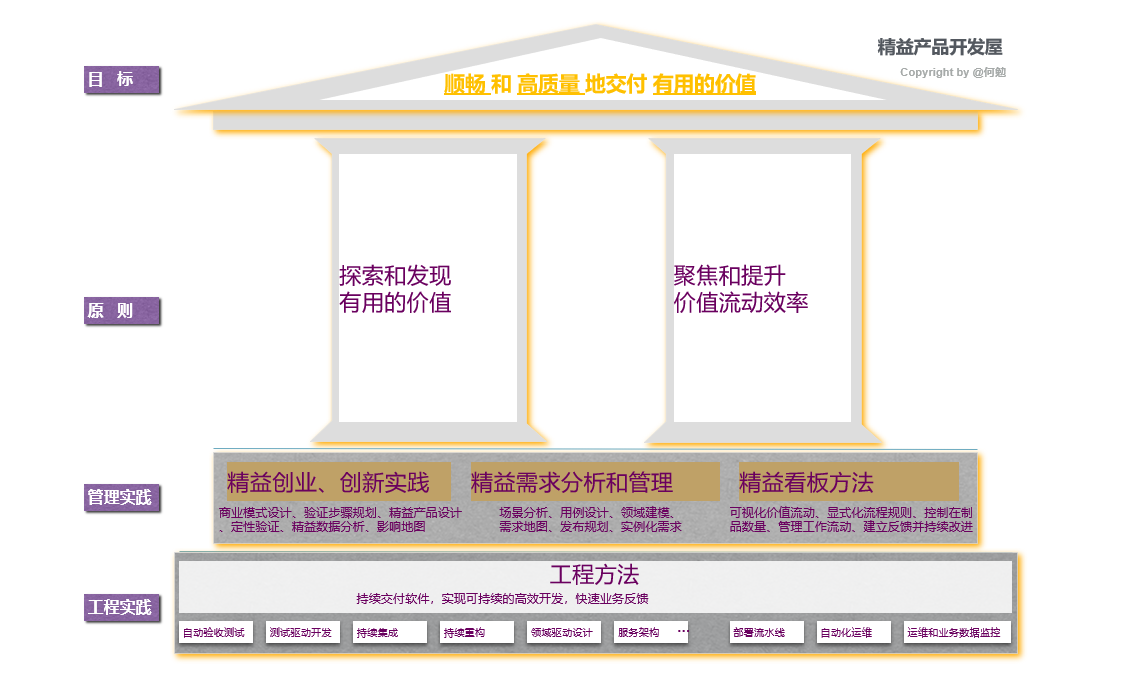 精益产品开发屋
Copyright by @何勉
目 标
顺畅 和 高质量 地交付 有用的价值
原 则
探索和发现
有用的价值
聚焦和提升
价值流动效率
管理实践
精益创业、创新实践
商业模式设计、验证步骤规划、精益产品设计
、定性验证、精益数据分析、影响地图
精益需求分析和管理
场景分析、用例设计、领域建模、
需求地图、发布规划、实例化需求
精益看板方法
可视化价值流动、显式化流程规则、控制在制
品数量、管理工作流动、建立反馈并持续改进
工程实践
工程方法
持续交付软件，实现可持续的高效开发，快速业务反馈
自动验收测试
测试驱动开发
持续集成
持续重构
领域驱动设计
服务架构
…
部署流水线
自动化运维
运维和业务数据监控